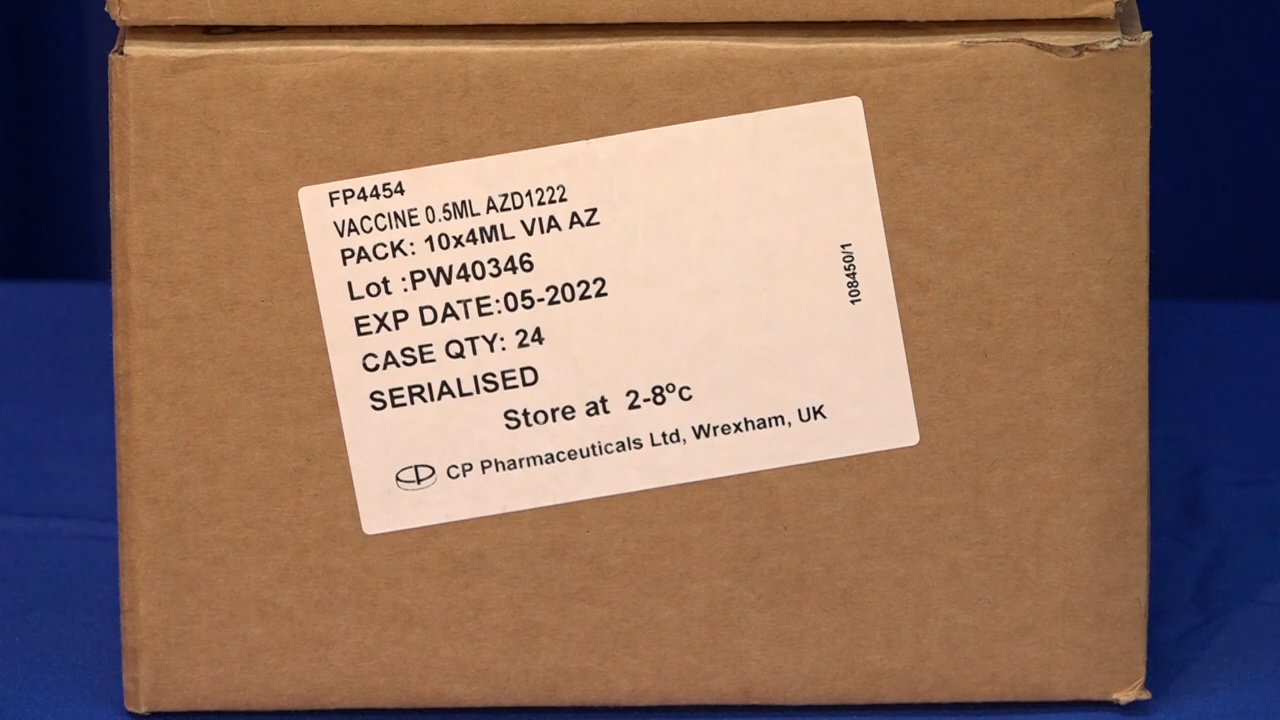 FP4454
VACCINE 0.5ML AZD1222
PACK: 10x4ML VIA AZ
Lot :PW40346
EXP DATE:05-2022
CASE QTY: 24
SERIALISED
Store at 2-8ºc
CP CP Pharmaceuticals Ltd, Wrexham, UK
108450/1